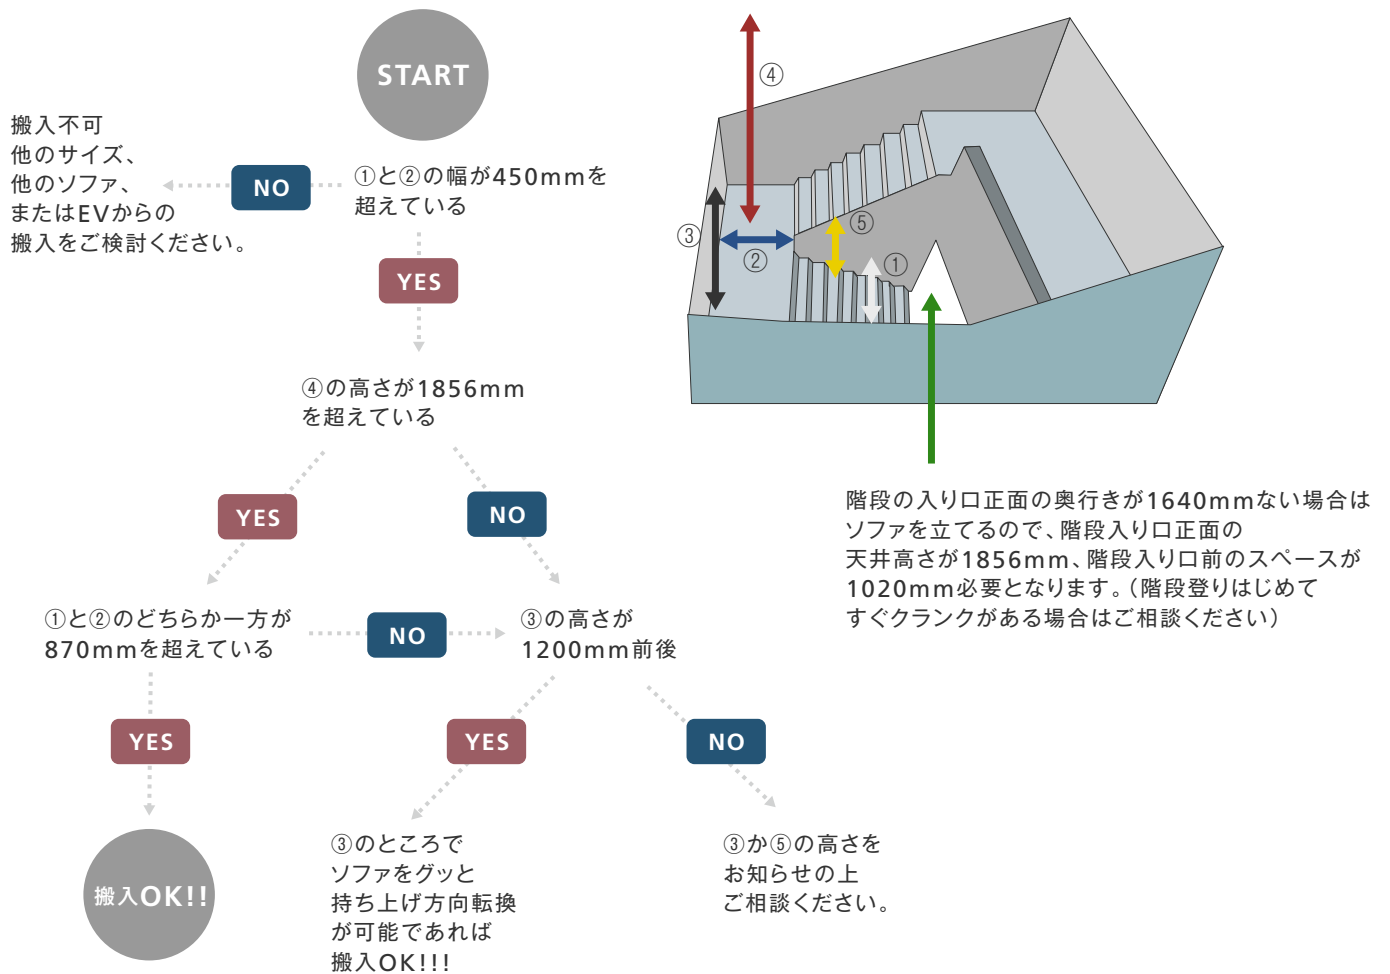 START
搬入不可
他のサイズ、
他のソファ、
またはEVからの
搬入をご検討ください。
NO
①と②の幅が450mmを
超えている
YES
④の高さが1856mm
を超えている
YES
NO
①と②のどちらか一方が
870mmを超えている
NO
③の高さが
1200mm前後
YES
YES
NO
搬入OK!!
③のところで
ソファをグッと
持ち上げ方向転換
が可能であれば
搬入OK!!!
③か⑤の高さを
お知らせの上
ご相談ください。
④
③
②
⑤
①
階段の入り口正面の奥行きが1640mmない場合は
ソファを立てるので、階段入り口正面の
天井高さが1856mm、階段入り口前のスペースが
1020mm必要となります。（階段登りはじめて
すぐクランクがある場合はご相談ください）